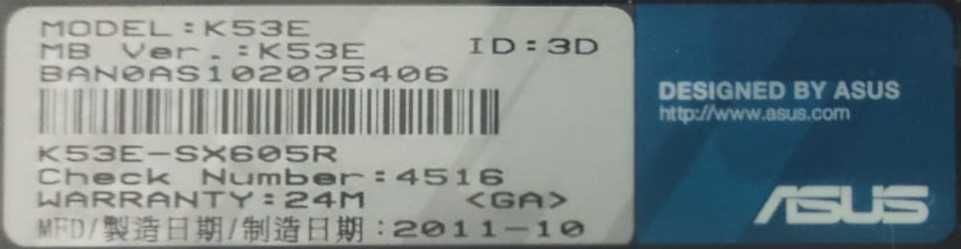 MODEL:K53E
MB Ver.:K53E ID:3D
BAN0AS102075406
K53E-SX605R
Check Number:4516
WARRANTY:24M <GA>
MFD/製造日期/制造日期:2011-10
DESIGNED BY ASUS
http://www.asus.com
ASUS